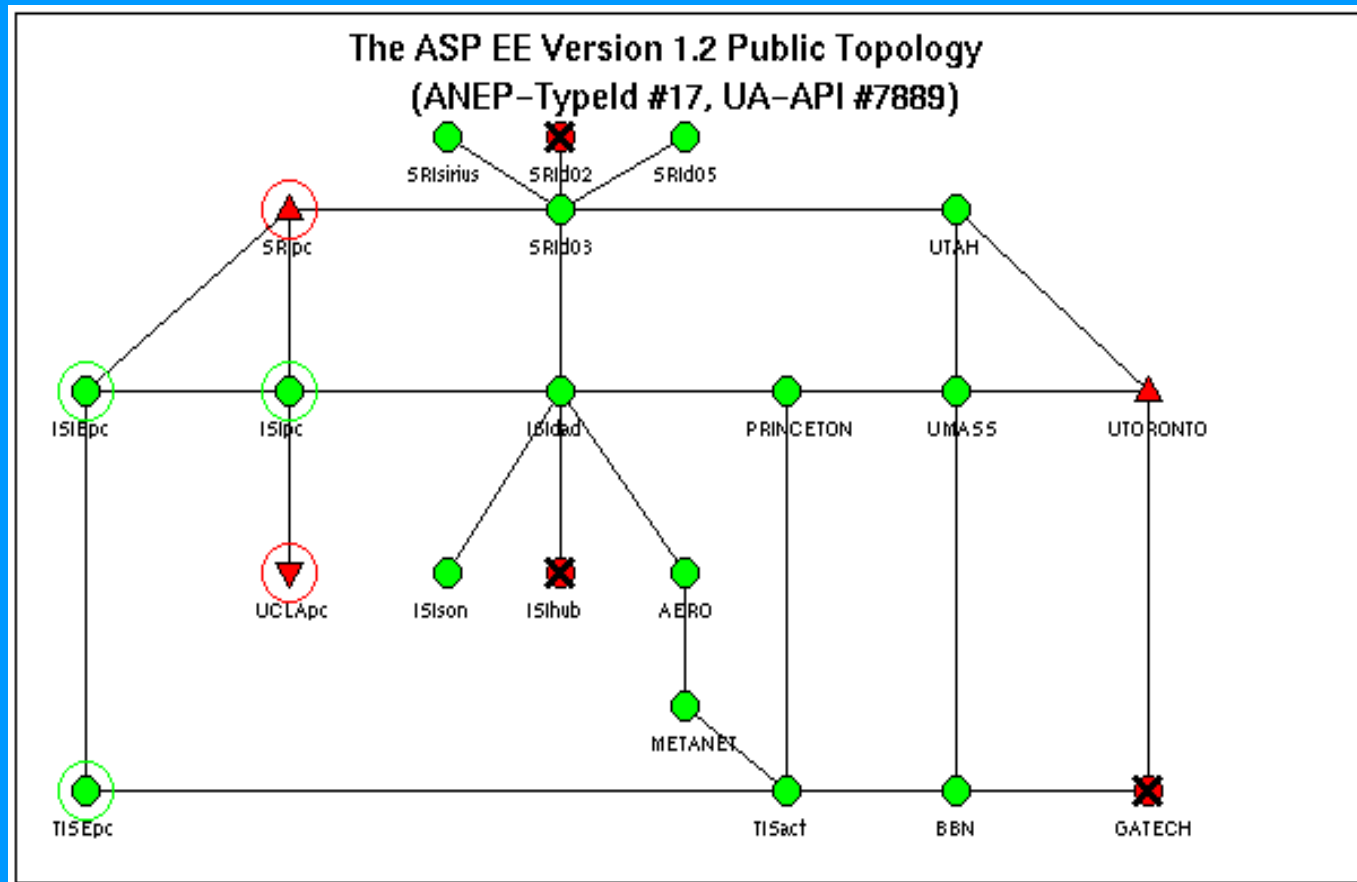 The ASP EE Version 1.2 Public Topology
(ANEP-TypeId #17, UA-API #7889)
SRIsirius SRId02 SRId05
SRIpc SRId03 UTAH
ISIEpc ISIpc ISIdad PRINCETON UMASS UTORONTO
UCLApc ISIson ISIhub AERO
METANET
TISEpc TISact BBN GATECH